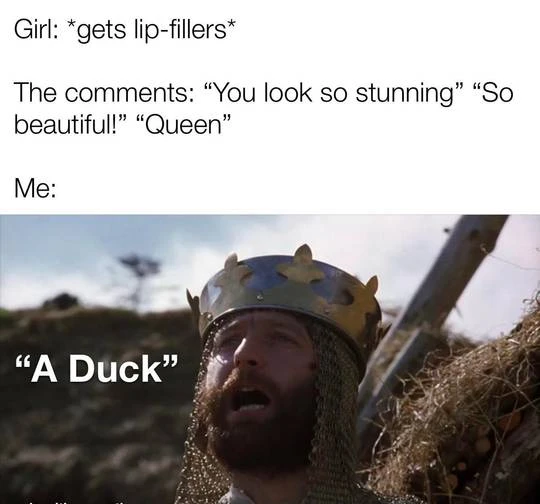 Girl: *gets lip-fillers*
The comments: “You look so stunning” “So
beautiful!” “Queen”
Me:
“A Duck”